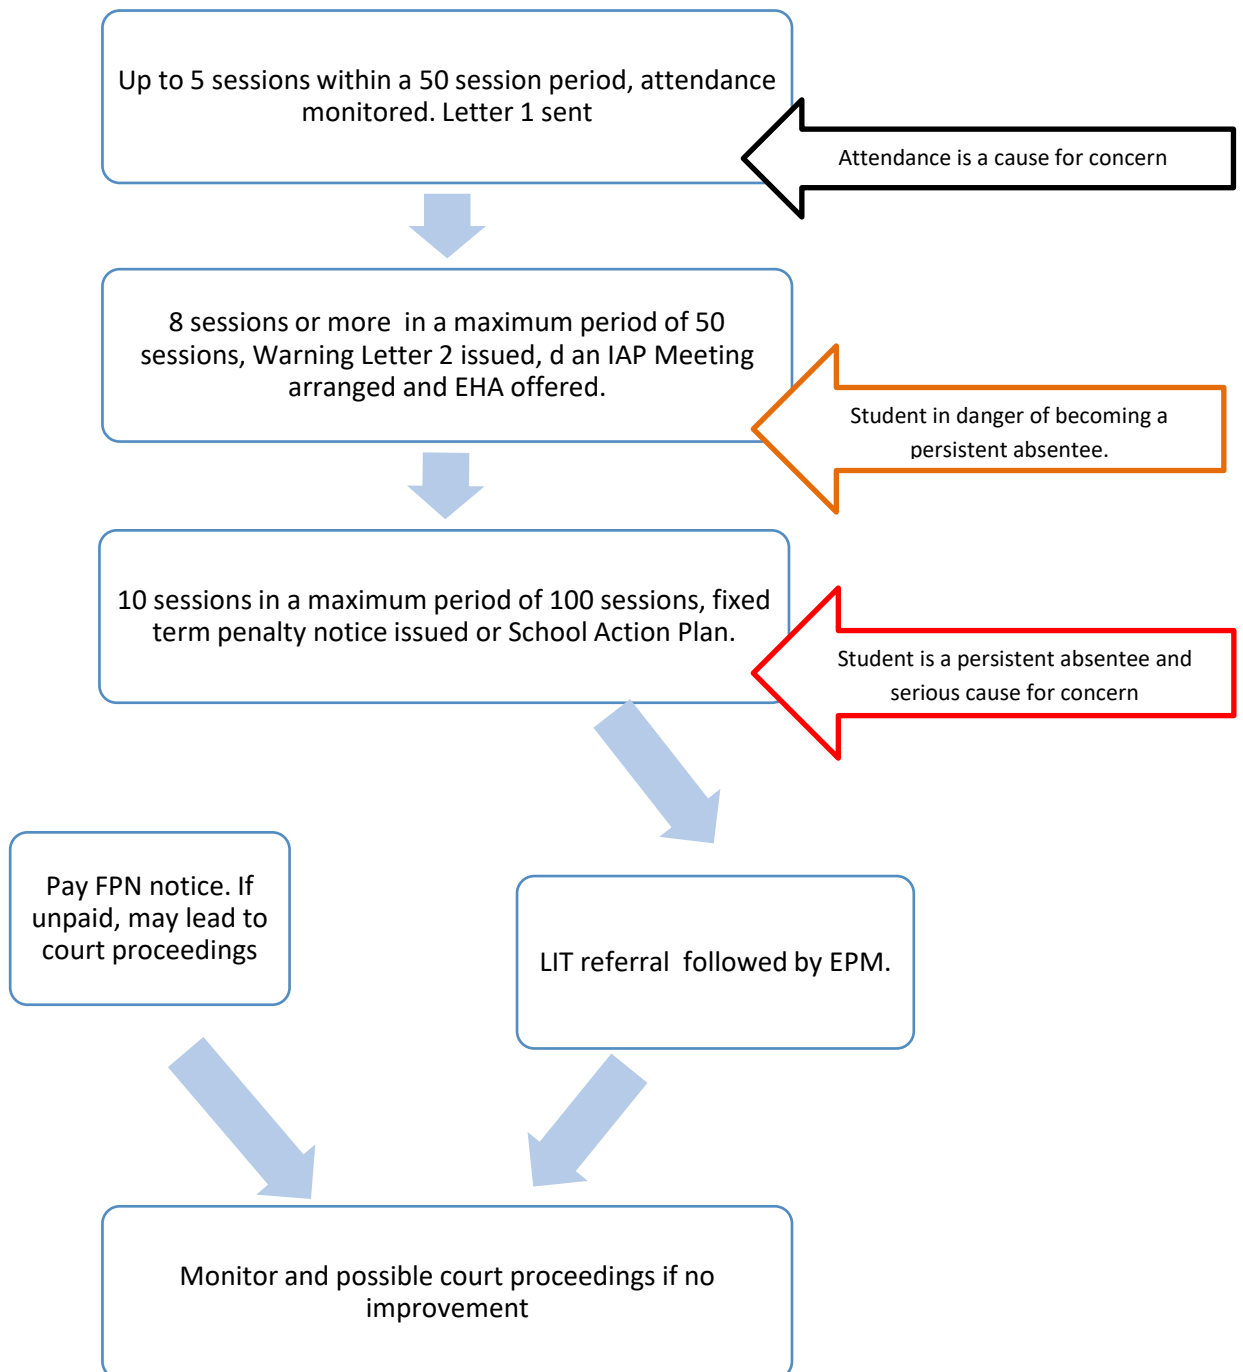 Up to 5 sessions within a 50 session period, attendance
monitored. Letter 1 sent
Attendance is a cause for concern
8 sessions or more  in a maximum period of 50
sessions, Warning Letter 2 issued, d an IAP Meeting
arranged and EHA offered.
Student in danger of becoming a
persistent absentee.
10 sessions in a maximum period of 100 sessions, fixed
term penalty notice issued or School Action Plan.
Student is a persistent absentee and
serious cause for concern
Pay FPN notice. If
unpaid, may lead to
court proceedings
LIT referral  followed by EPM.
Monitor and possible court proceedings if no
improvement